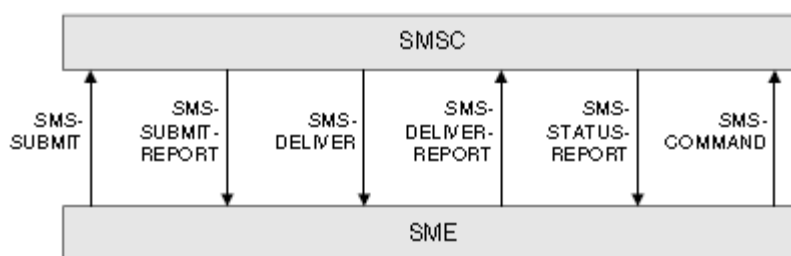 SMSC
SMS-
SUBMIT
SMS-
SUBMIT-
REPORT
SMS-
DELIVER
SMS-
DELIVER-
REPORT
SMS-
STATUS-
REPORT
SMS-
COMMAND
SME